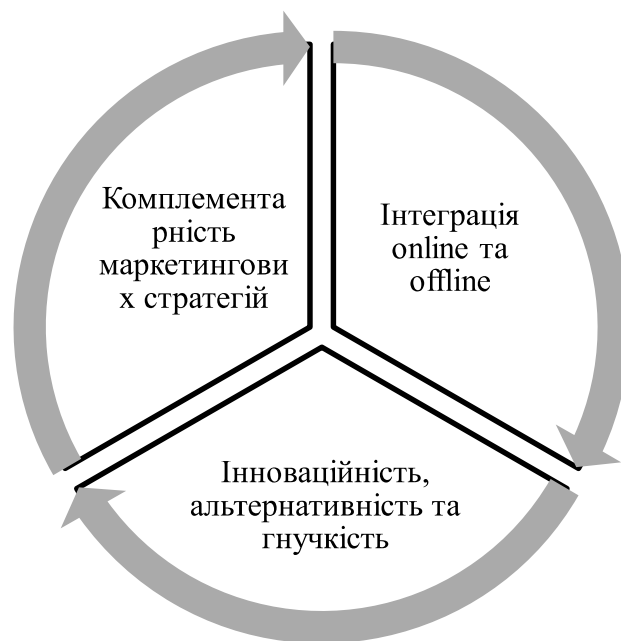 Комплемента
рність
маркетингови
х стратегій
Інтеграція
online та
offline
Інноваційність,
альтернативність та
гнучкість